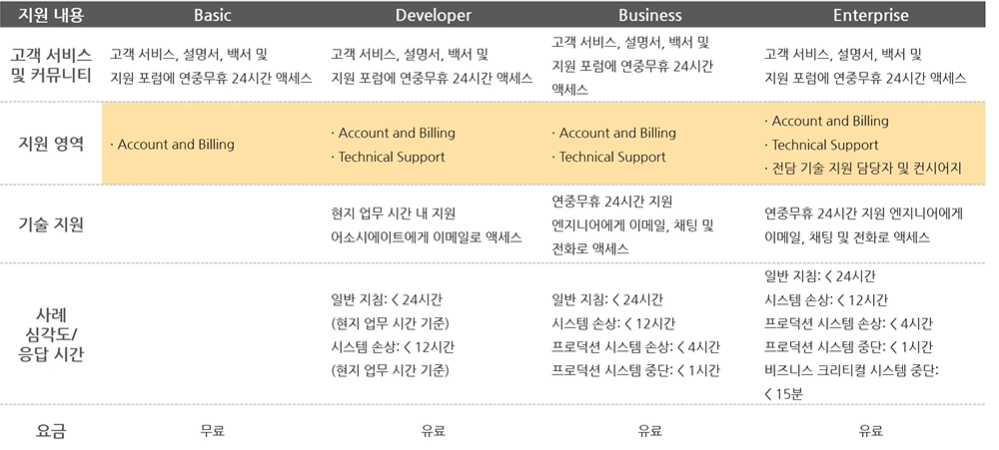 지원 내용 Basic Developer Business Enterprise
고객 서비스
및 커뮤니티
고객 서비스, 설명서, 백서 및
지원 포럼에 연중무휴 24시간 액세스
고객 서비스, 설명서, 백서 및
지원 포럼에 연중무휴 24시간 액세스
고객 서비스, 설명서, 백서 및
지원 포럼에 연중무휴 24시간
액세스
고객 서비스, 설명서, 백서 및
지원 포럼에 연중무휴 24시간 액세스
지원 영역
· Account and Billing
· Account and Billing
· Technical Support
· Account and Billing
· Technical Support
· Account and Billing
· Technical Support
· 전담 기술 지원 담당자 및 컨시어지
기술 지원
현지 업무 시간 내 지원
어소시에이트에게 이메일로 액세스
연중무휴 24시간 지원
엔지니어에게 이메일, 채팅 및
전화로 액세스
연중무휴 24시간 지원 엔지니어에게
이메일, 채팅 및 전화로 액세스
사례
심각도/
응답 시간
일반 지침: < 24시간
(현지 업무 시간 기준)
시스템 손상: < 12시간
(현지 업무 시간 기준)
일반 지침: < 24시간
시스템 손상: < 12시간
프로덕션 시스템 손상: < 4시간
프로덕션 시스템 중단: < 1시간
일반 지침: < 24시간
시스템 손상: < 12시간
프로덕션 시스템 손상: < 4시간
프로덕션 시스템 중단: < 1시간
비즈니스 크리티컬 시스템 중단:
< 15분
요금 무료 유료 유료 유료